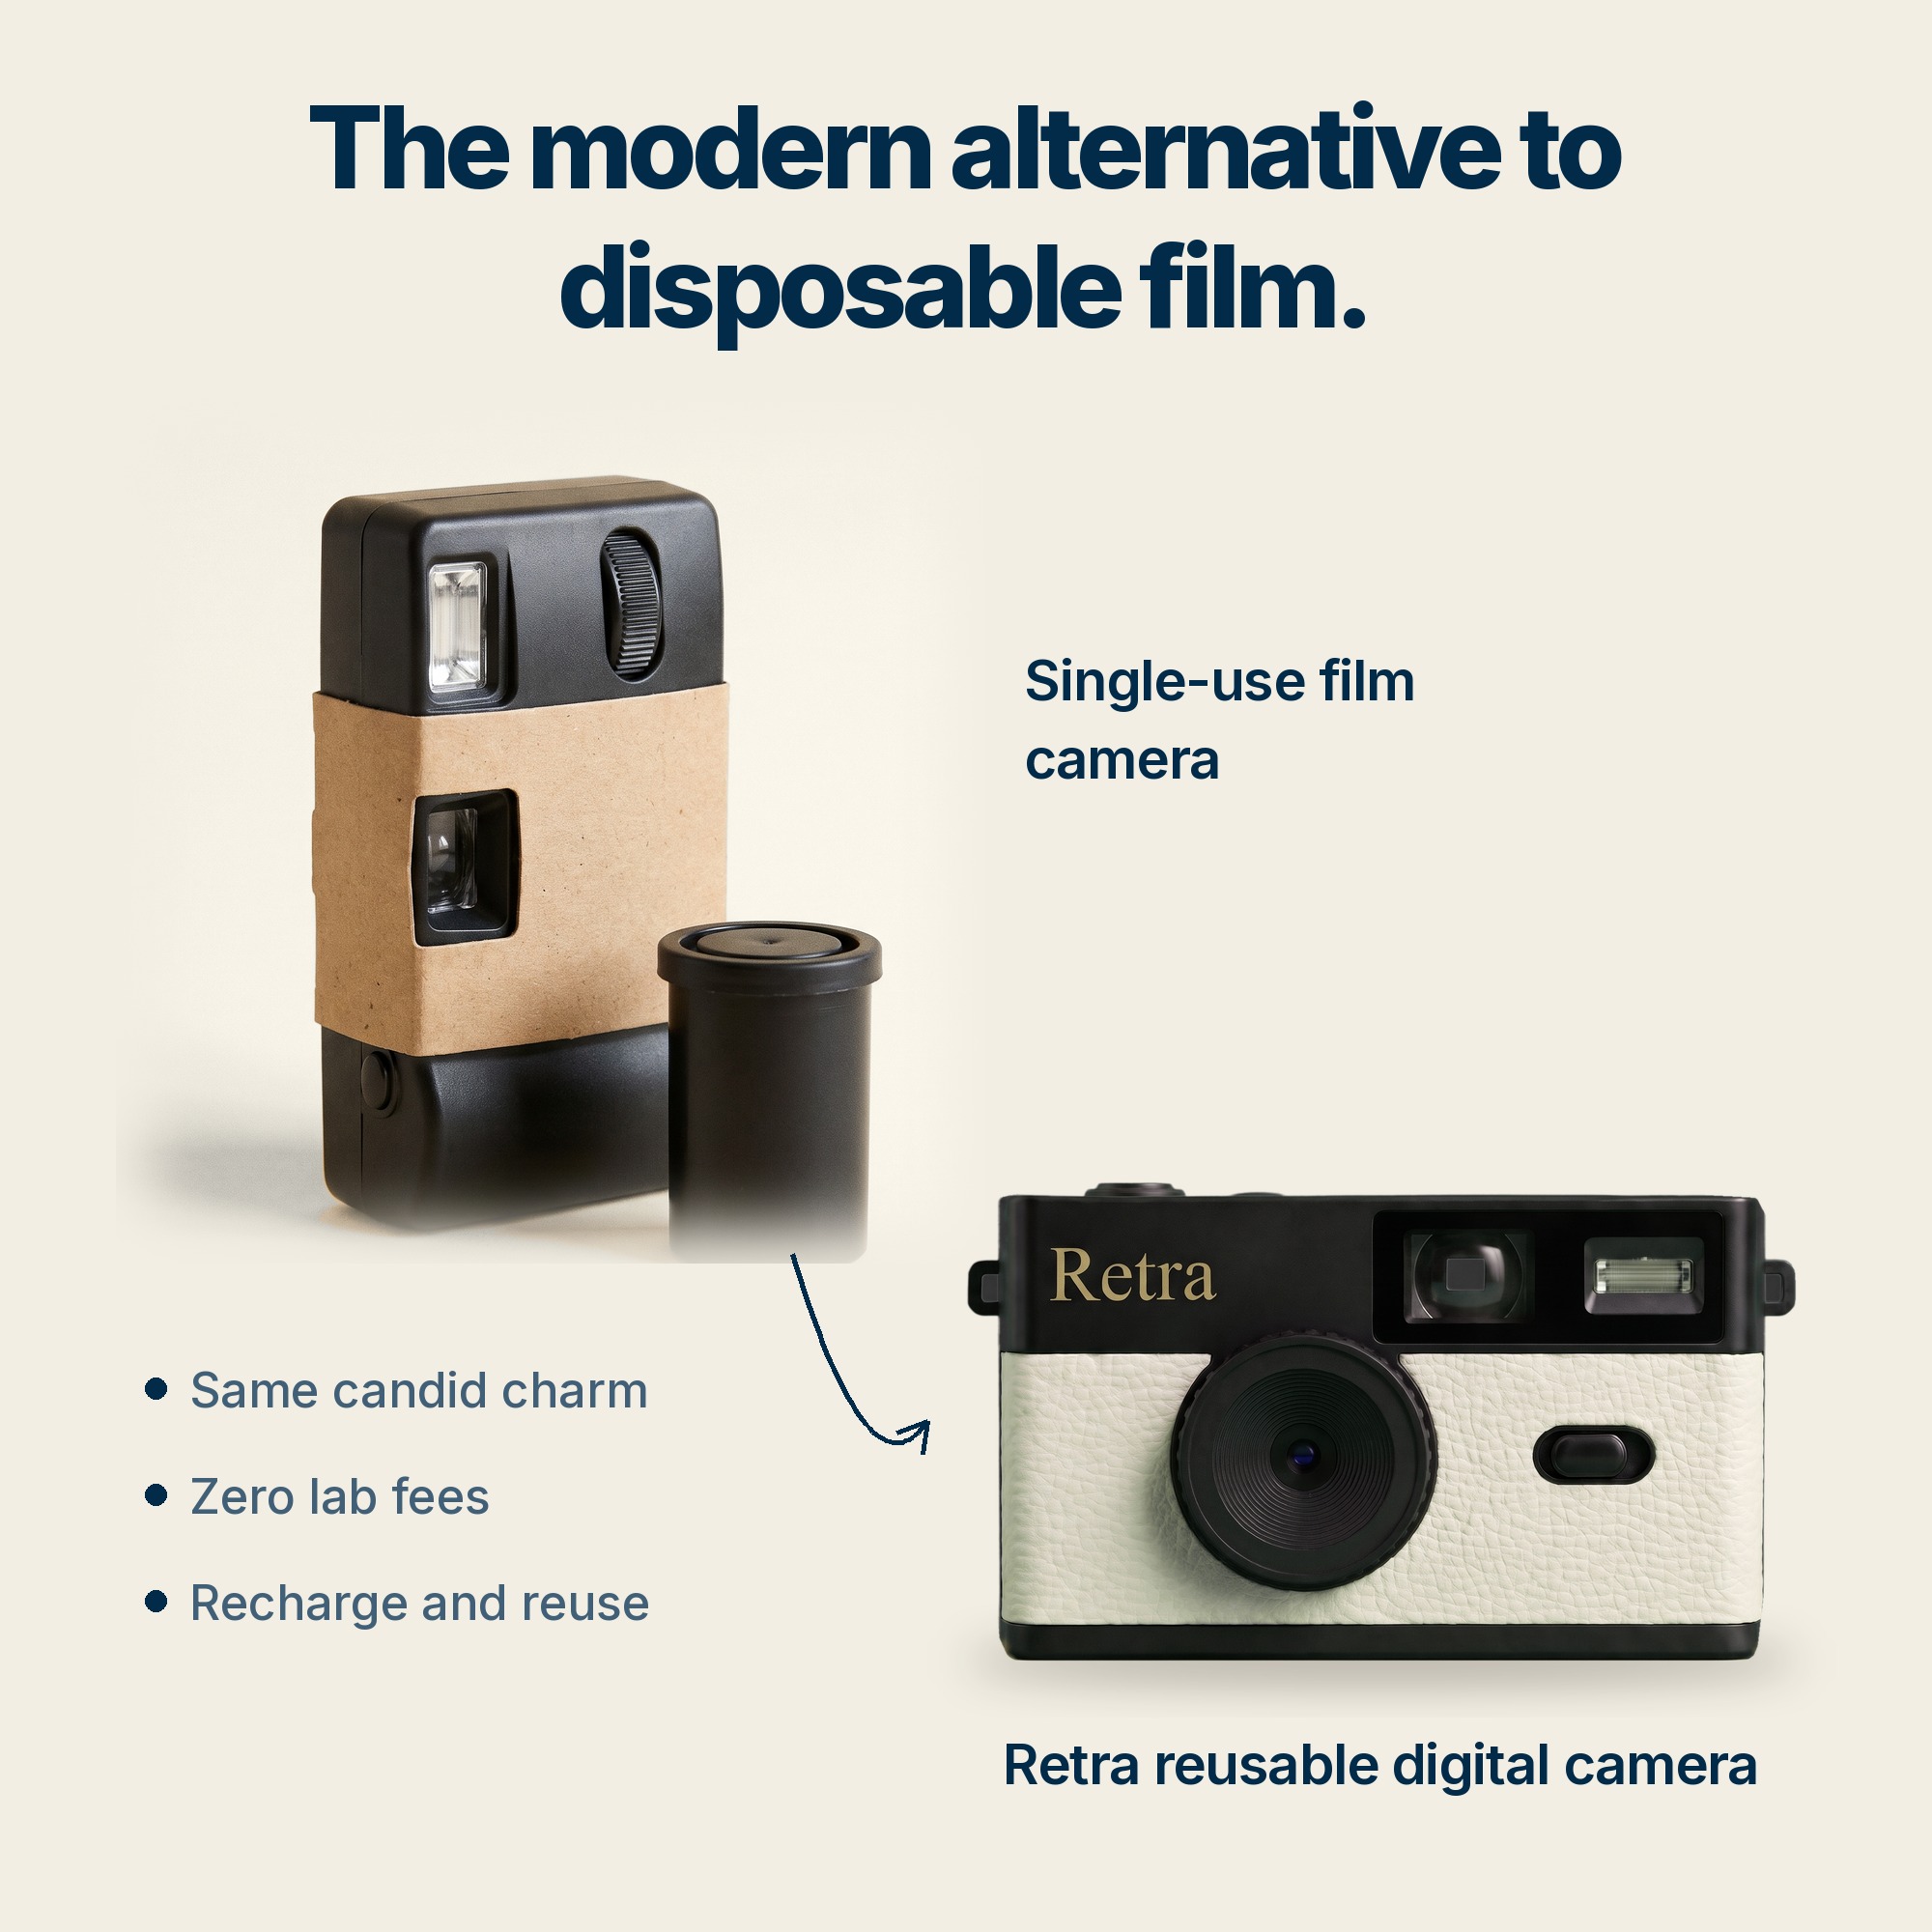 The modern alternative to
disposable film.
Single-use film
camera
Retra
Same candid charm
Zero lab fees
Recharge and reuse
Retra reusable digital camera